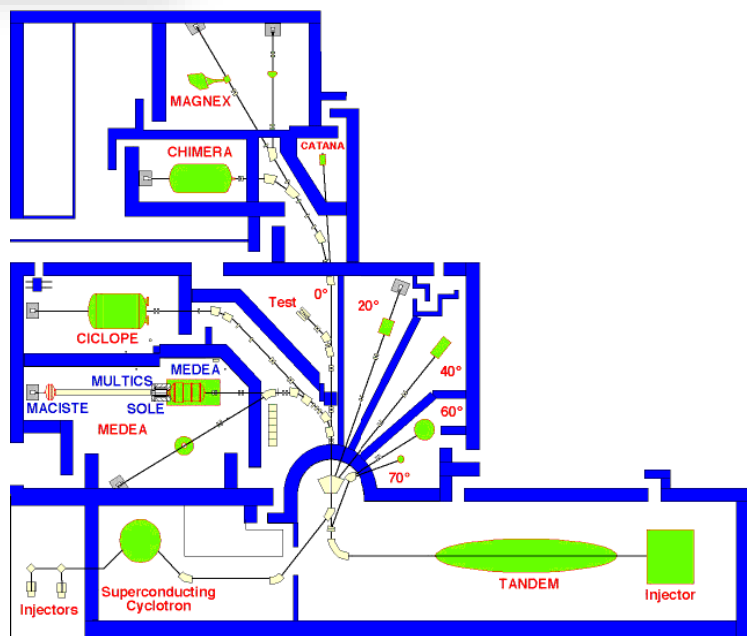 MAGNEX
CATANA
CHIMERA
0°
Test
20°
CICLOPE
MEDEA
40°
MULTICS
MACISTE
SOLE
60°
MEDEA
70°
TANDEM
Superconducting
Cyclotron
Injectors
Injector